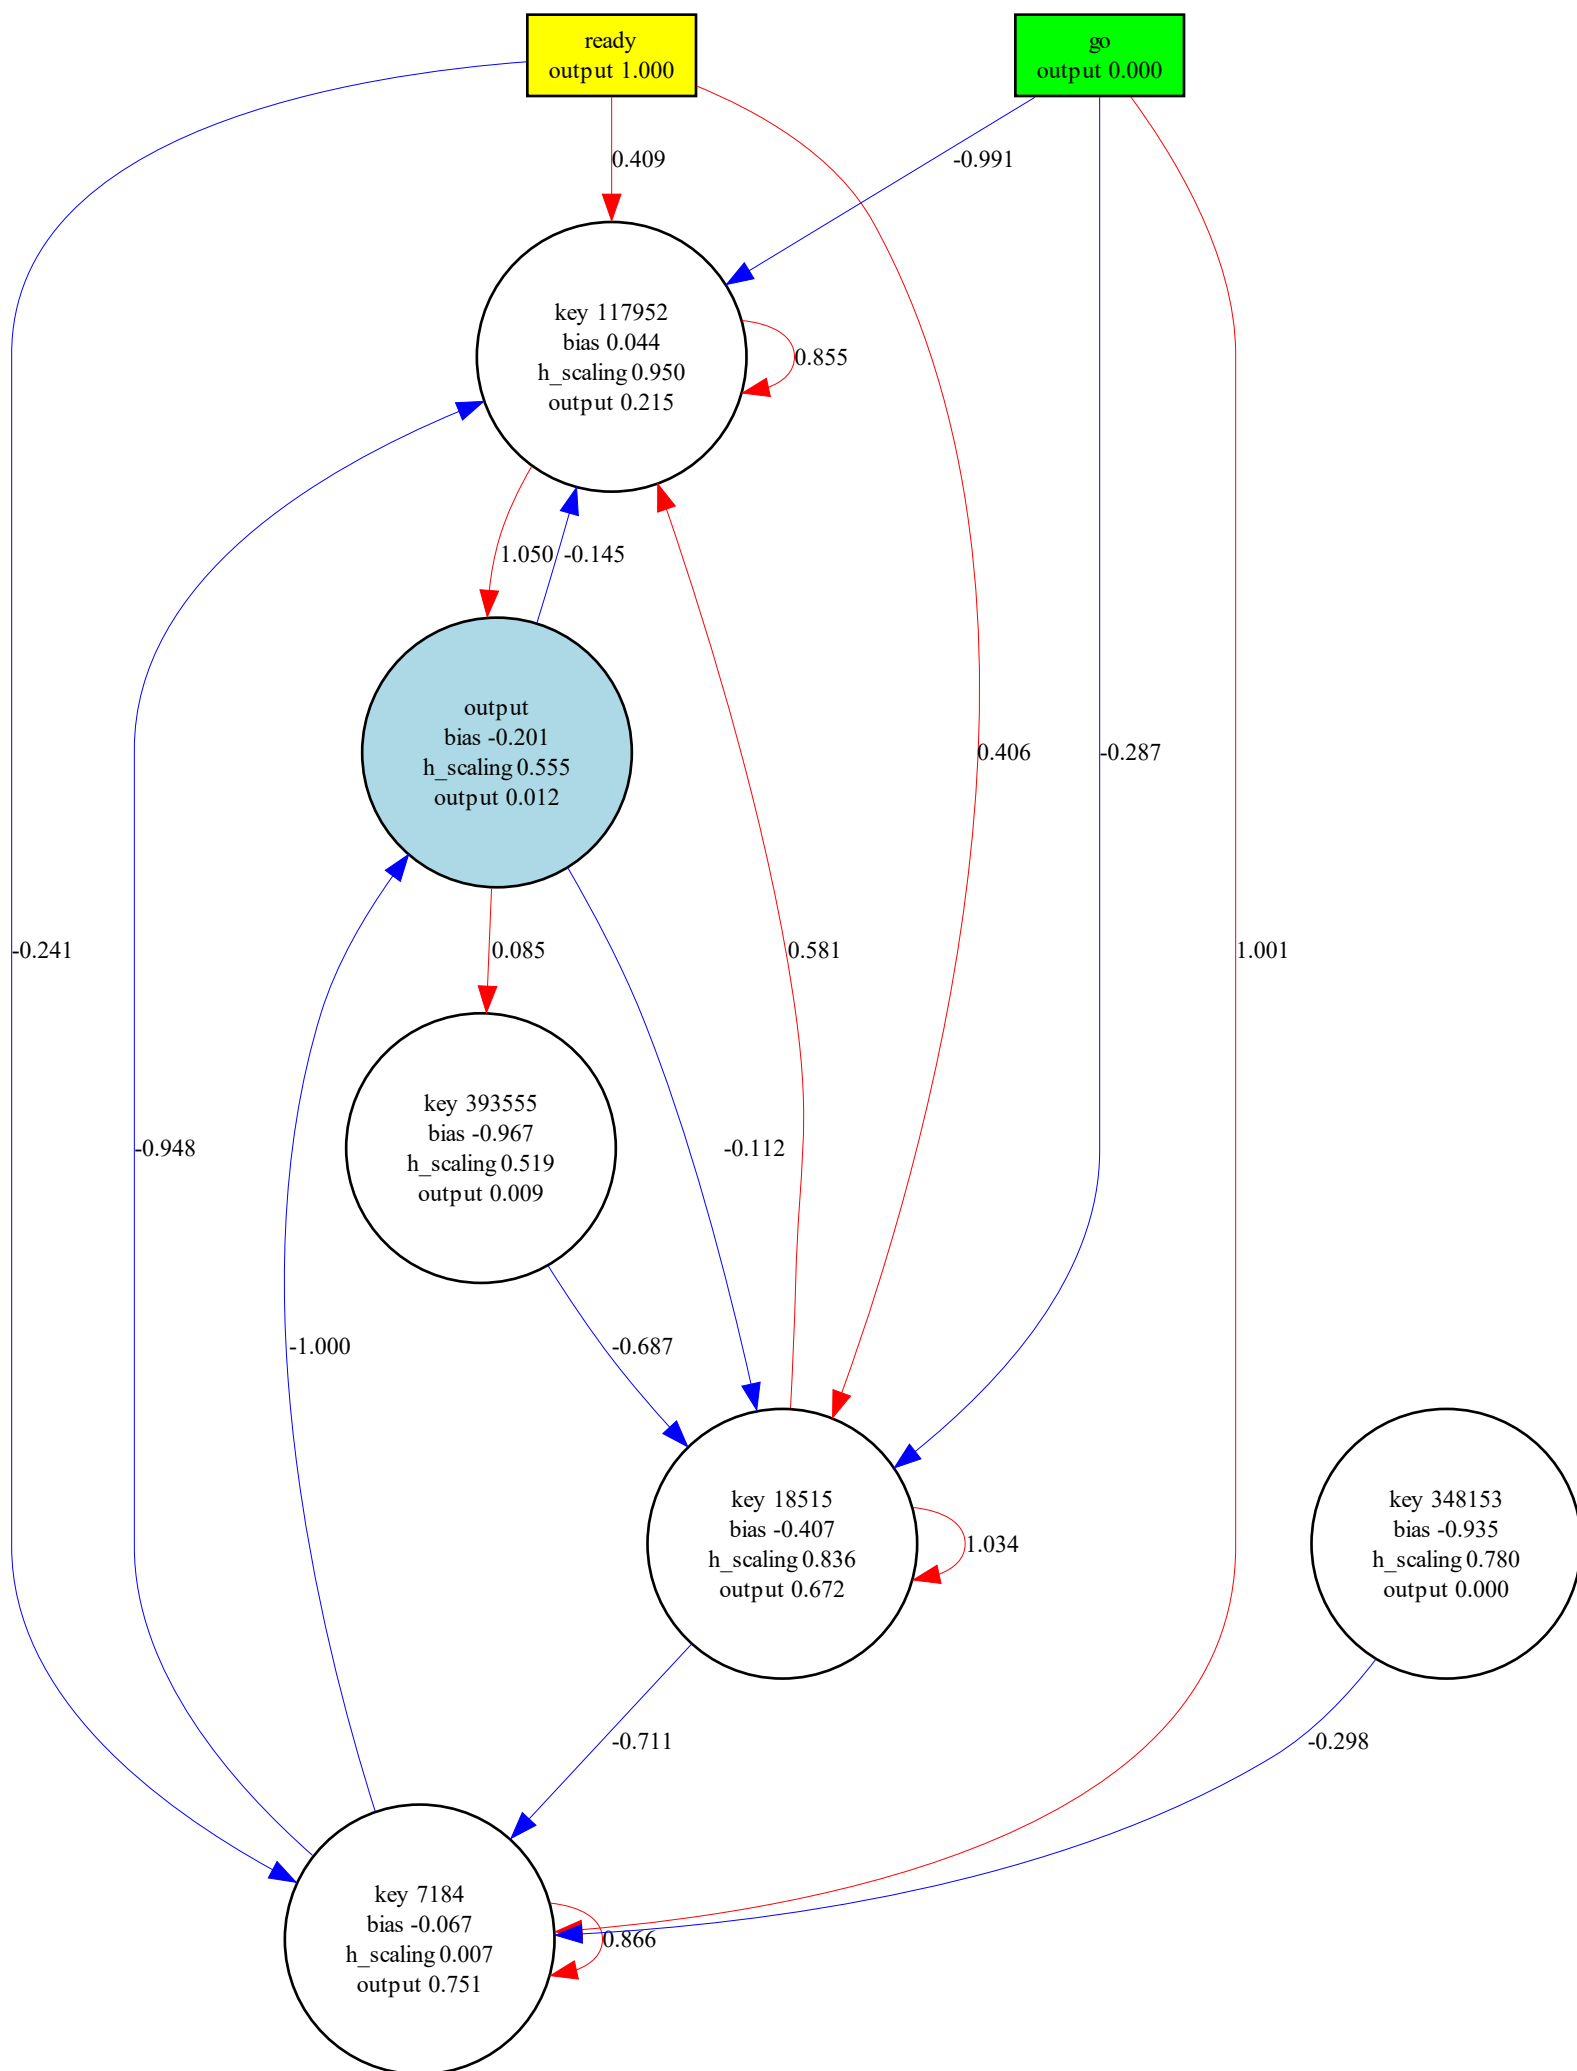 ready
output 1.000
go
output 0.000
0.409
-0.991
key 117952
bias 0.044
h_scaling 0.950
output 0.215
0.855
1.050
-0.145
output
bias -0.201
h_scaling 0.555
output 0.012
0.406
-0.287
-0.241
0.085
0.581
1.001
key 393555
bias -0.967
h_scaling 0.519
output 0.009
-0.948
-0.112
-1.000
-0.687
key 18515
bias -0.407
h_scaling 0.836
output 0.672
1.034
key 348153
bias -0.935
h_scaling 0.780
output 0.000
-0.711
-0.298
key 7184
bias -0.067
h_scaling 0.007
output 0.751
0.866